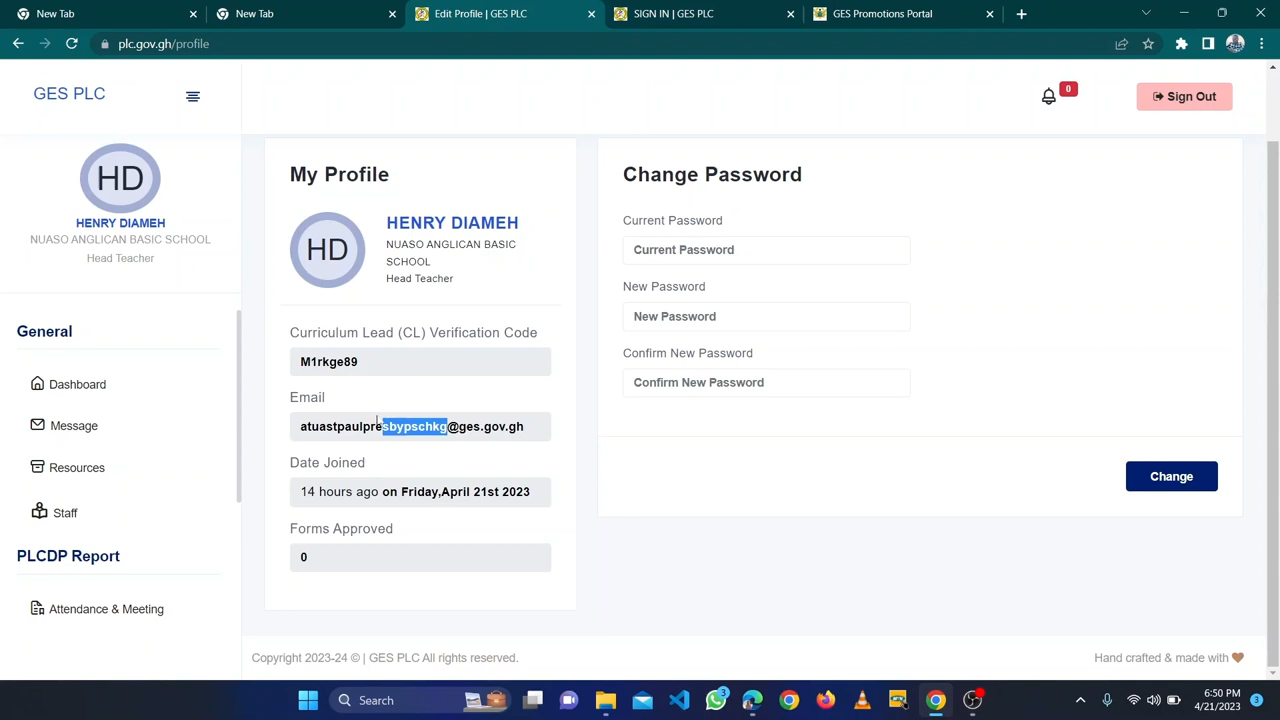 New Tab
New Tab
Edit Profile | GES PLC
SIGN IN | GES PLC
GES Promotions Portal
plc.gov.gh/profile
GES PLC
0
Sign Out
HD
HENRY DIAMEH
NUASO ANGLICAN BASIC SCHOOL
Head Teacher
General
Dashboard
Message
Resources
Staff
PLCDP Report
Attendance & Meeting
My Profile
HD
HENRY DIAMEH
NUASO ANGLICAN BASIC
SCHOOL
Head Teacher
Curriculum Lead (CL) Verification Code
M1rkge89
Email
atuastpaulpresbypschkg@ges.gov.gh
Date Joined
14 hours ago on Friday,April 21st 2023
Forms Approved
0
Change Password
Current Password
Current Password
New Password
New Password
Confirm New Password
Confirm New Password
Change
Copyright 2023-24 © | GES PLC All rights reserved.
Hand crafted & made with
Search
3
6:50 PM
4/21/2023
3